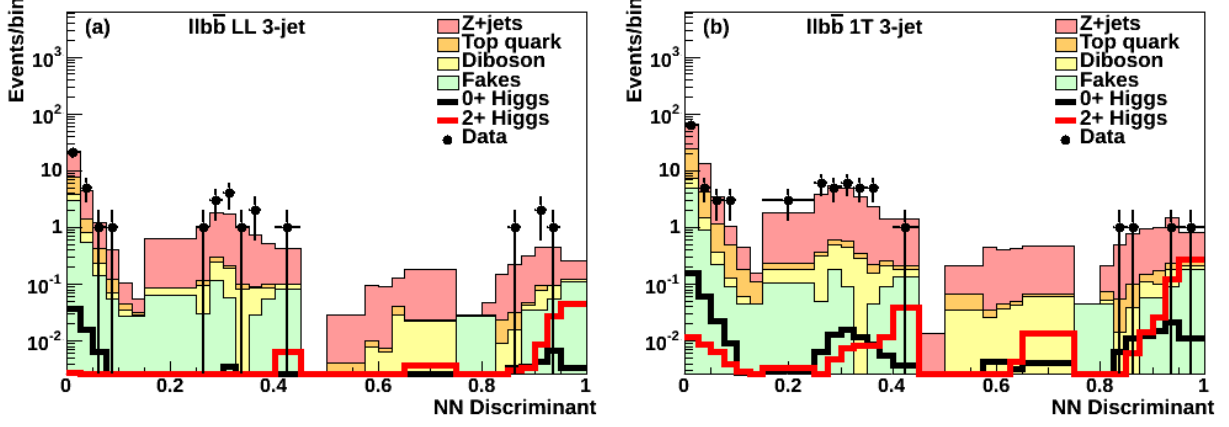 Events/bin
(a)
llbb̅ LL 3-jet
Z+jets
Top quark
Diboson
Fakes
0+ Higgs
2+ Higgs
Data
10³
10²
10
1
10⁻¹
10⁻²
0 0.2 0.4 0.6 0.8 1
NN Discriminant
Events/bin
(b)
llbb̅ 1T 3-jet
Z+jets
Top quark
Diboson
Fakes
0+ Higgs
2+ Higgs
Data
10³
10²
10
1
10⁻¹
10⁻²
0 0.2 0.4 0.6 0.8 1
NN Discriminant